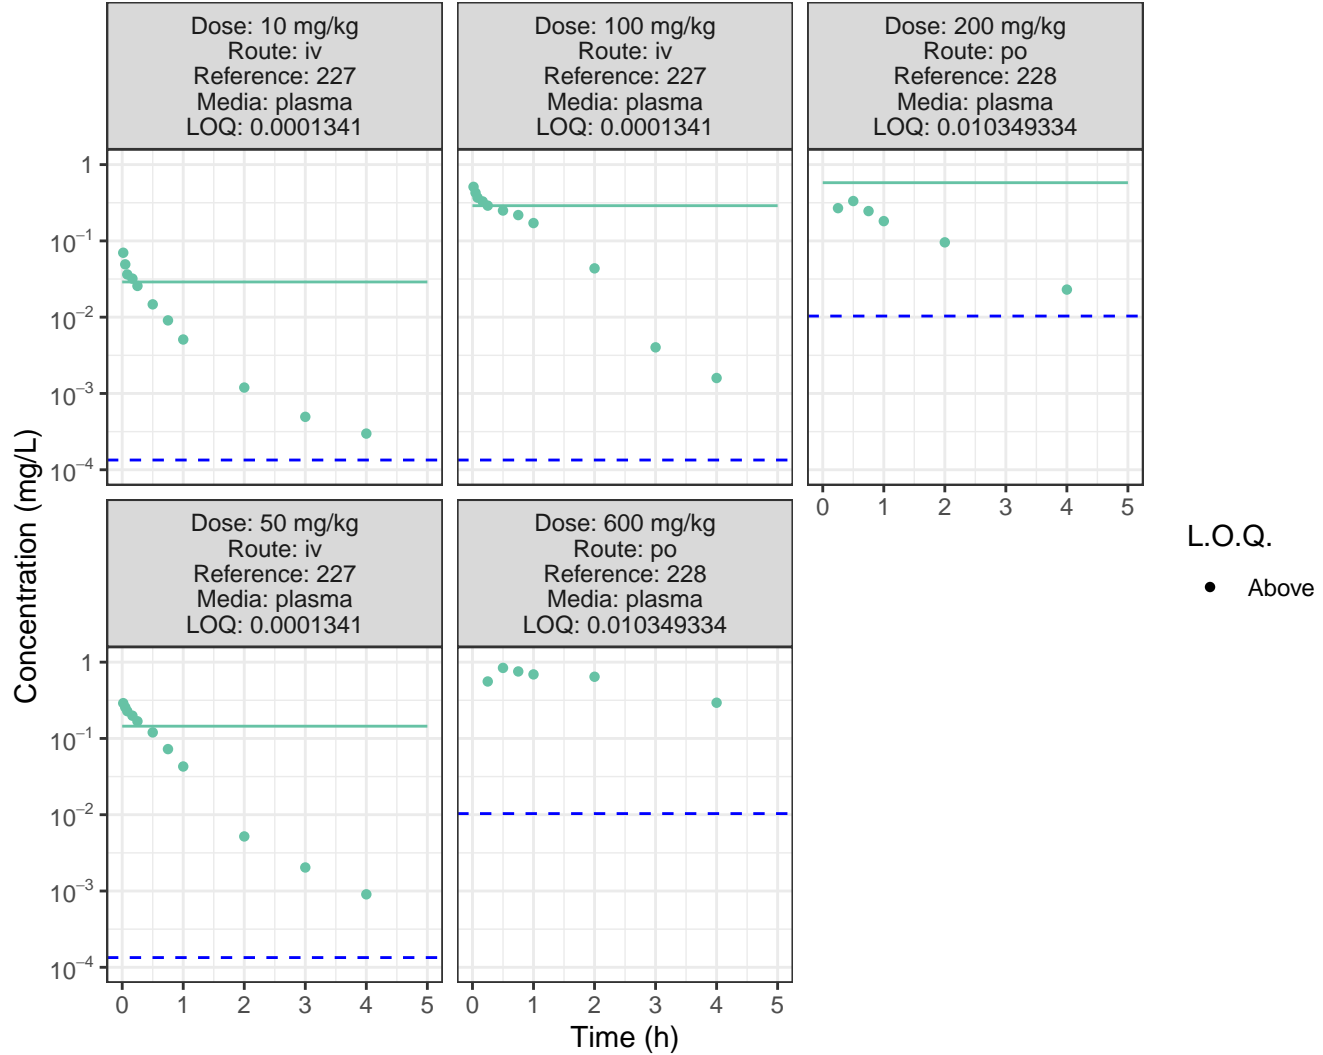 Dose: 10 mg/kg
Route: iv
Reference: 227
Media: plasma
LOQ: 0.0001341
Dose: 100 mg/kg
Route: iv
Reference: 227
Media: plasma
LOQ: 0.0001341
Dose: 200 mg/kg
Route: po
Reference: 228
Media: plasma
LOQ: 0.010349334
1
10⁻¹
10⁻²
10⁻³
10⁻⁴
0 1 2 3 4 5
Dose: 50 mg/kg
Route: iv
Reference: 227
Media: plasma
LOQ: 0.0001341
Dose: 600 mg/kg
Route: po
Reference: 228
Media: plasma
LOQ: 0.010349334
1
10⁻¹
10⁻²
10⁻³
10⁻⁴
0 1 2 3 4 5
0 1 2 3 4 5
Time (h)
Concentration (mg/L)
L.O.Q.
Above